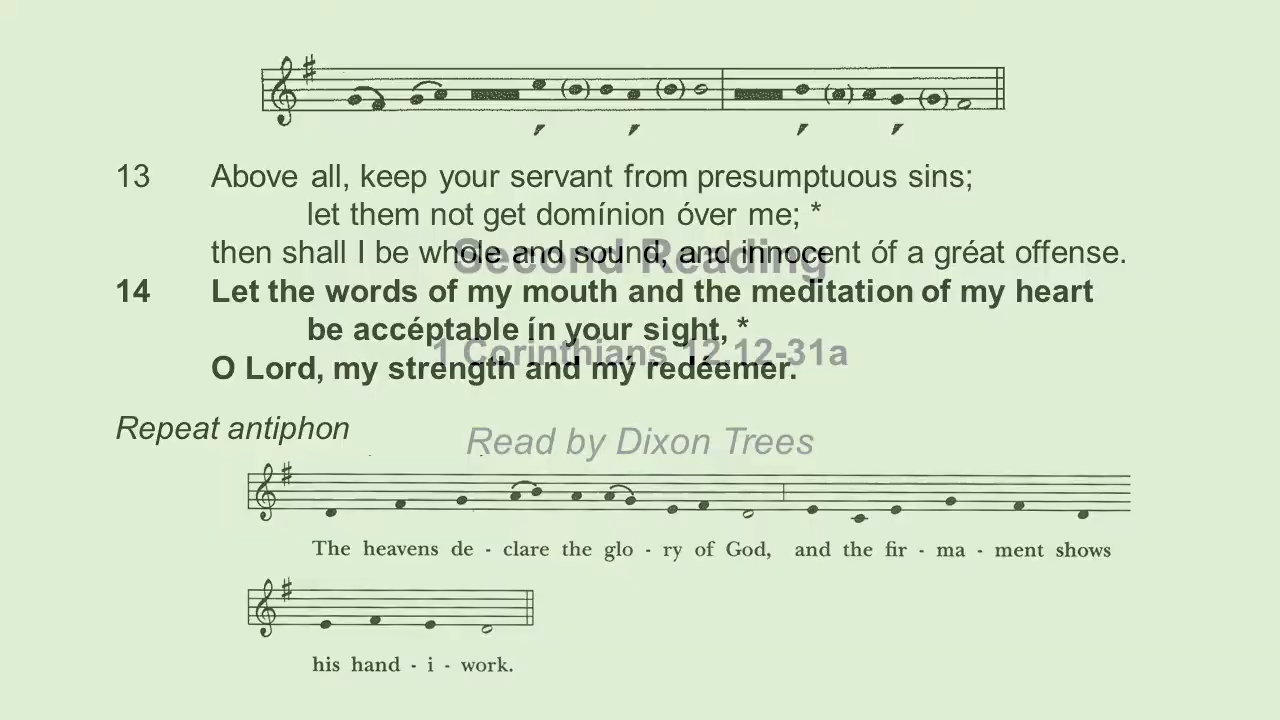 13 Above all, keep your servant from presumptuous sins;
let them not get domínion óver me; *
then shall I be whole and sound, and innocent óf a gréat offense.
14 Let the words of my mouth and the meditation of my heart
be accéptable ín your sight, *
O Lord, my strength and mý redéemer.
Second Reading
1 Corinthians 12.12-31a
Read by Dixon Trees
Repeat antiphon
The heavens de - clare the glo - ry of God, and the fir - ma - ment shows
his hand - i - work.